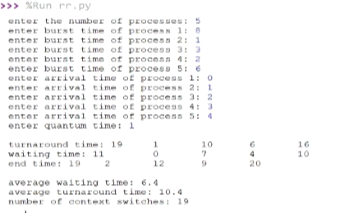 >>> %Run rr.py
enter the number of processes: 5
enter burst time of process 1: 8
enter burst time of process 2: 1
enter burst time of process 3: 3
enter burst time of process 4: 2
enter burst time of process 5: 6
enter arrival time of process 1: 0
enter arrival time of process 2: 1
enter arrival time of process 3: 2
enter arrival time of process 4: 3
enter arrival time of process 5: 4
enter quantum time: 1
turnaround time: 19 1 10 6 16
waiting time: 11 0 7 4 10
end time: 19 2 12 9 20
average waiting time: 6.4
average turnaround time: 10.4
number of context switches: 19